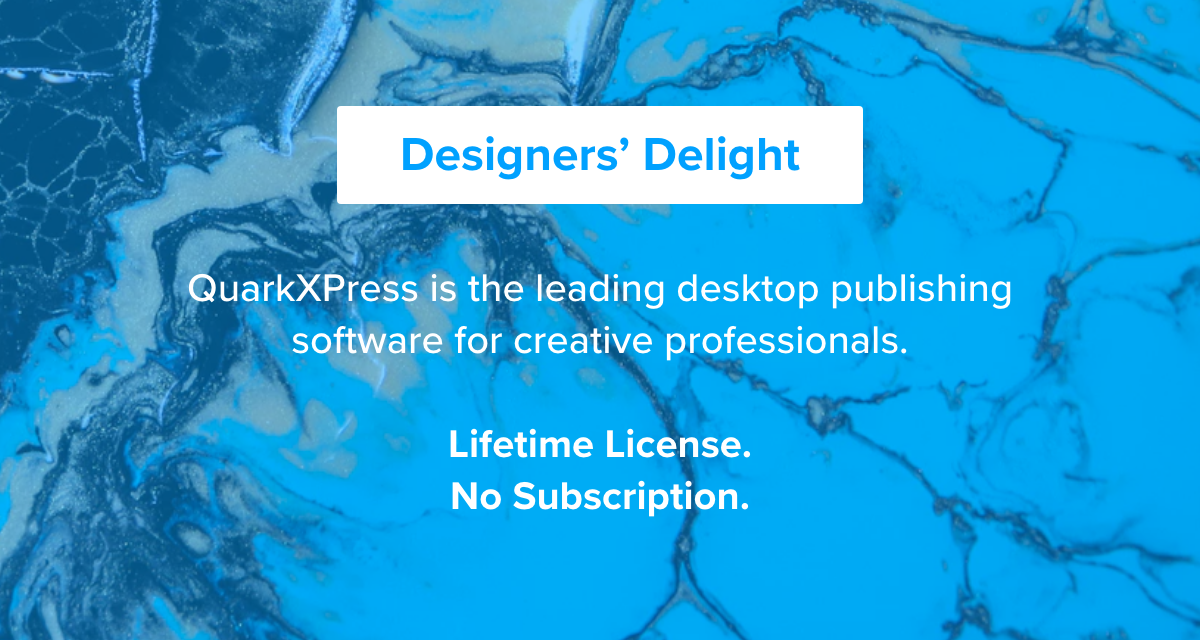 Designers’ Delight
QuarkXPress is the leading desktop publishing
software for creative professionals.
Lifetime License.
No Subscription.